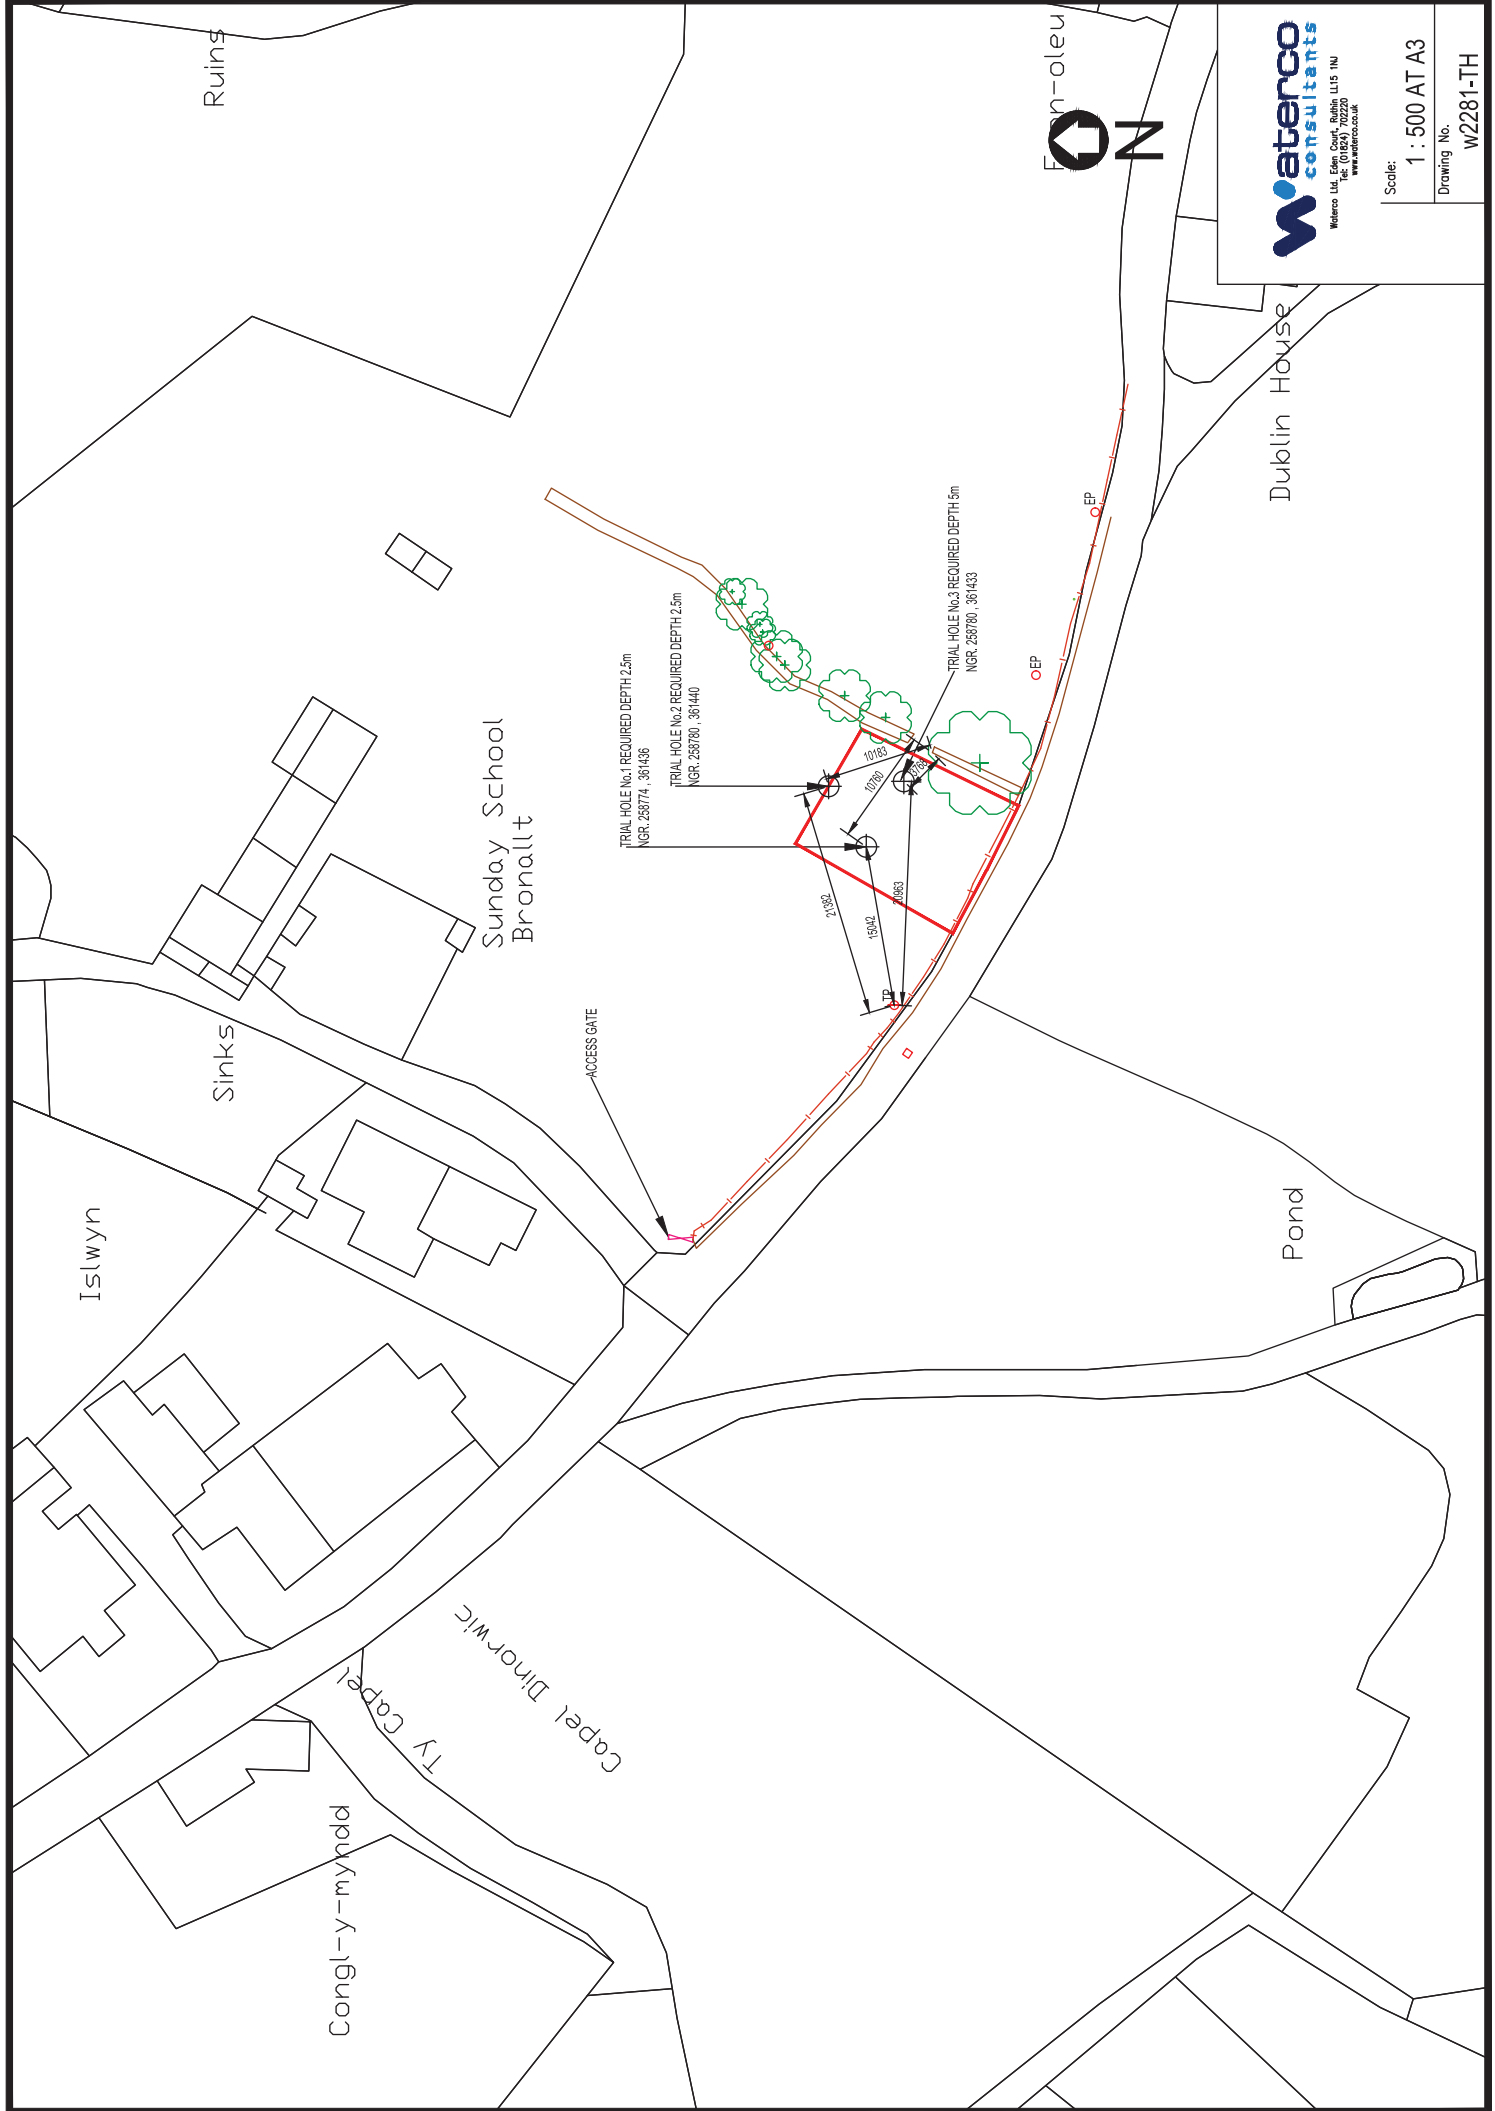 Ruins
Sunday School
Bronallt
Sinks
Islwyn
ACCESS GATE
TRIAL HOLE No.1 REQUIRED DEPTH 2.5m
NGR. 258774 , 361436
TRIAL HOLE No.2 REQUIRED DEPTH 2.5m
NGR. 258780 , 361440
TRIAL HOLE No.3 REQUIRED DEPTH 5m
NGR. 258780 , 361433
10183
10760
21382
15042
20963
TP
EP
EP
N
Dublin House
Pond
Ty Capel
Capel Dinorwic
Congl-y-myndd
Waterco
consultants
Waterco Ltd. Eden Court, Ruthin LL15 1NJ
Tel: (01824) 702220
www.waterco.co.uk
Scale:
1 : 500 AT A3
Drawing No.
W2281-TH